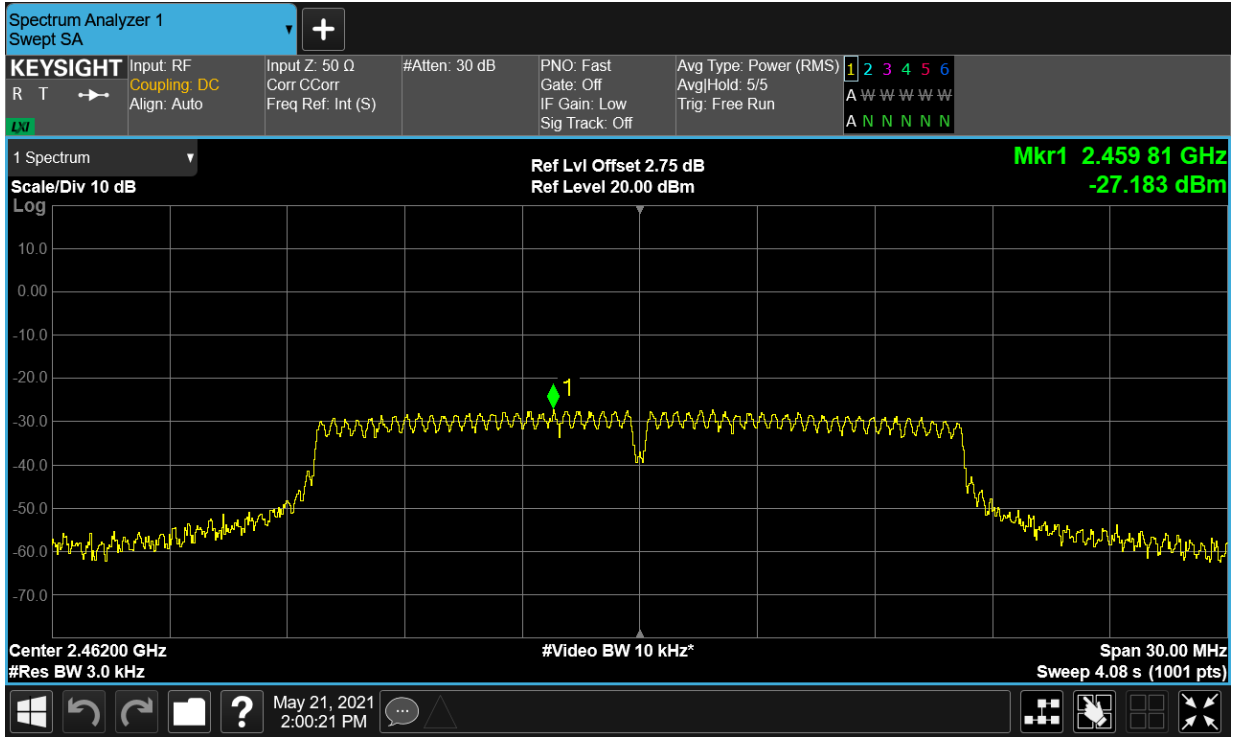 Spectrum Analyzer 1
Swept SA
KEYSIGHT
R T
LXI
Input: RF
Coupling: DC
Align: Auto
Input Z: 50 Ω
Corr CCorr
Freq Ref: Int (S)
#Atten: 30 dB
PNO: Fast
Gate: Off
IF Gain: Low
Sig Track: Off
Avg Type: Power (RMS)
Avg|Hold: 5/5
Trig: Free Run
1 2 3 4 5 6
A W W W W W
A N N N N N
1 Spectrum
Scale/Div 10 dB
Log
Ref Lvl Offset 2.75 dB
Ref Level 20.00 dBm
Mkr1 2.459 81 GHz
-27.183 dBm
10.0
0.00
-10.0
-20.0
1
-30.0
-40.0
-50.0
-60.0
-70.0
Center 2.46200 GHz
#Res BW 3.0 kHz
#Video BW 10 kHz*
Span 30.00 MHz
Sweep 4.08 s (1001 pts)
?
May 21, 2021
2:00:21 PM